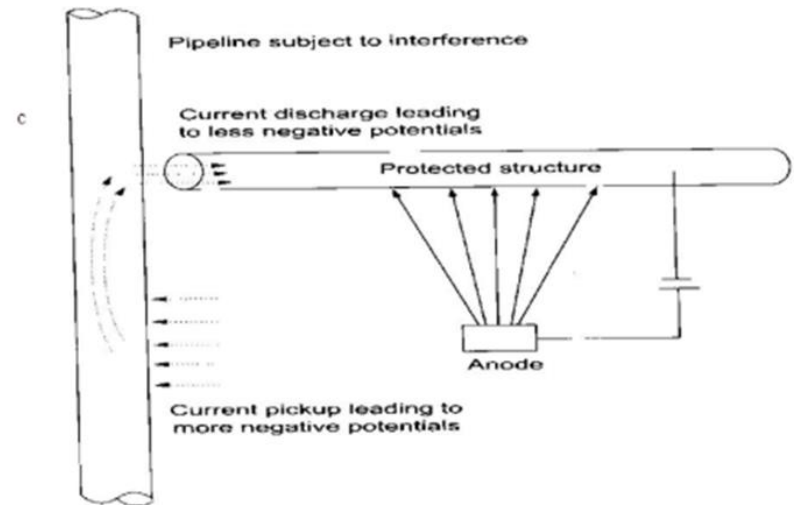 Pipeline subject to interference
c
Current discharge leading
to less negative potentials
Protected structure
Anode
Current pickup leading to
more negative potentials